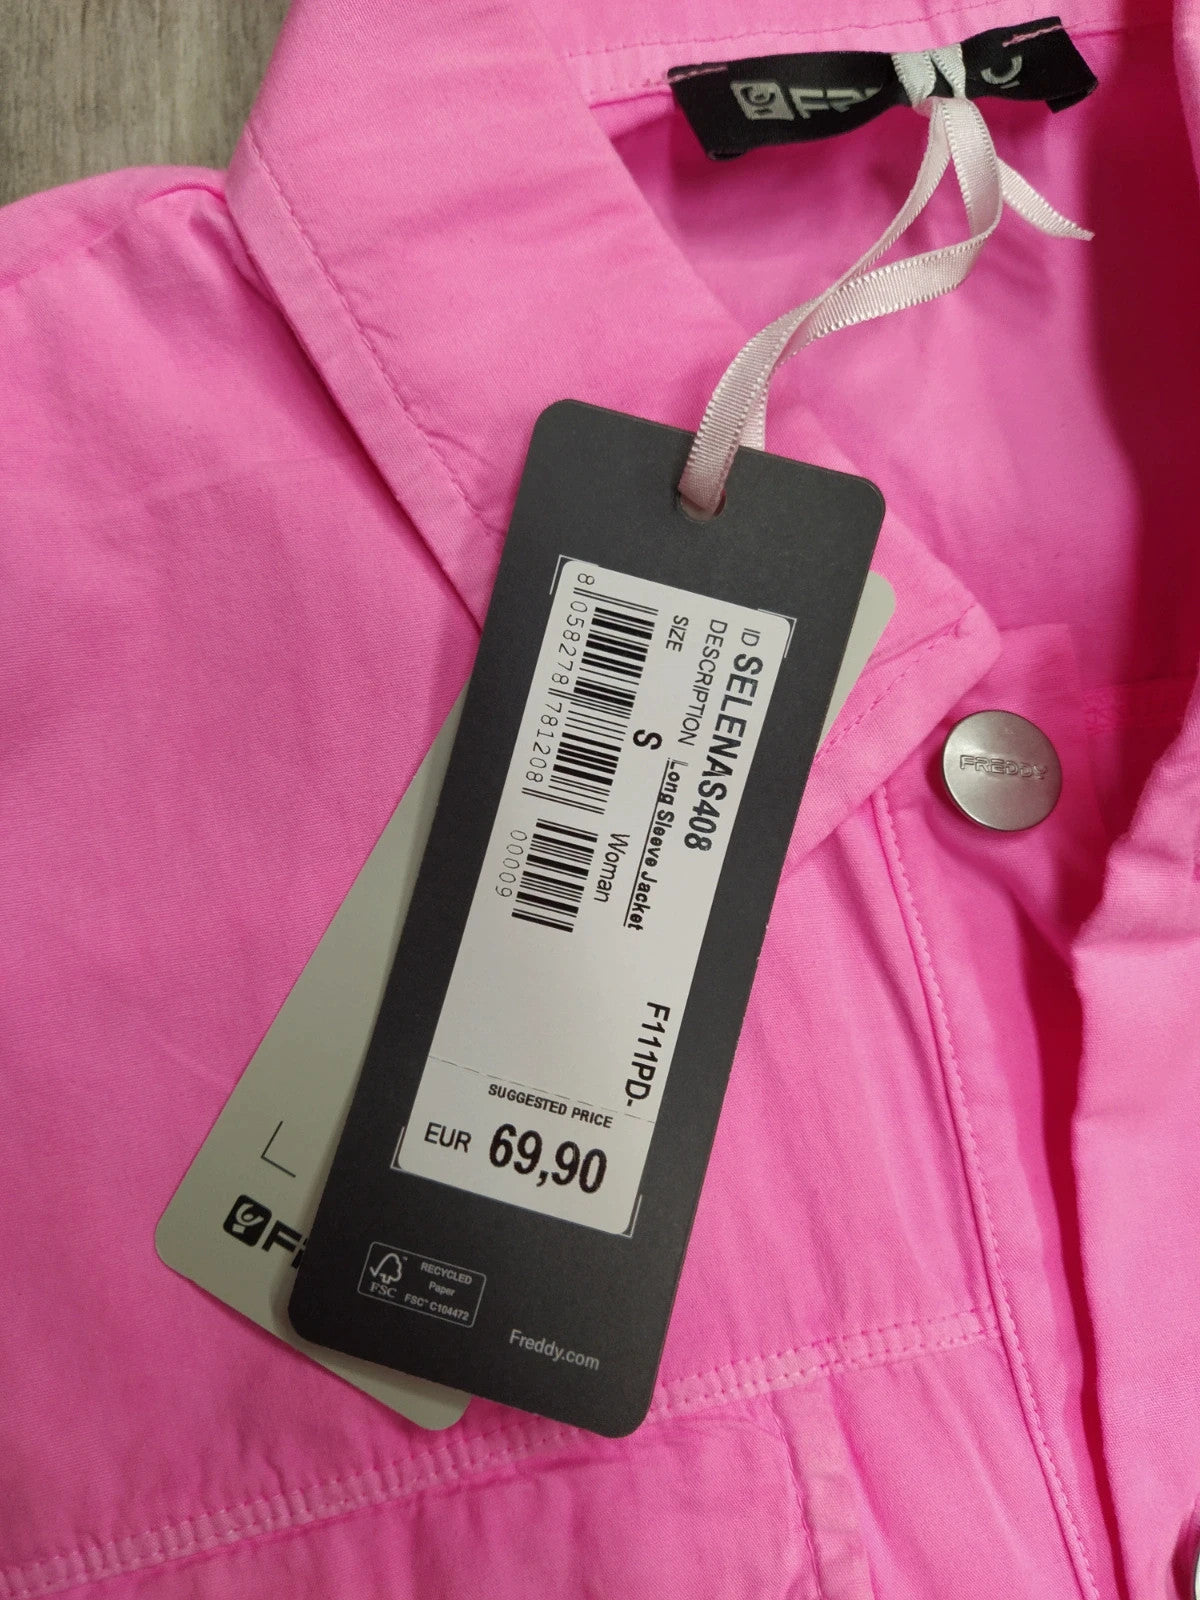 FREDDY
ID SELENAS408
DESCRIPTION Long Sleeve Jacket
SIZE S Woman
F111PD-
8 058278 781208
00009
SUGGESTED PRICE
EUR 69,90
FSC
RECYCLED
Paper
FSC™ C104472
Freddy.com